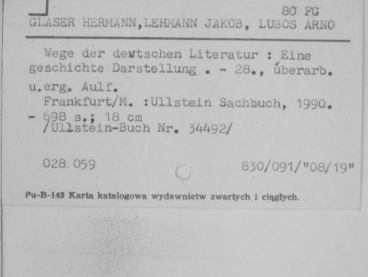 80 FG
GLASER HERMANN, LEHMANN JAKOB, LUBOS ARNO
Wege der deutschen Literatur : Eine
geschichte Darstellung . - 28., überarb.
u.erg. Aulf.
Frankfurt/M. :Ullstein Sachbuch, 1990.
- 698 s.; 18 cm
/Ullstein-Buch Nr. 34492/
028 059
830/091/"08/19"
Pu-B-143 Karta katalogowa wydawnictw zwartych i ciągłych.